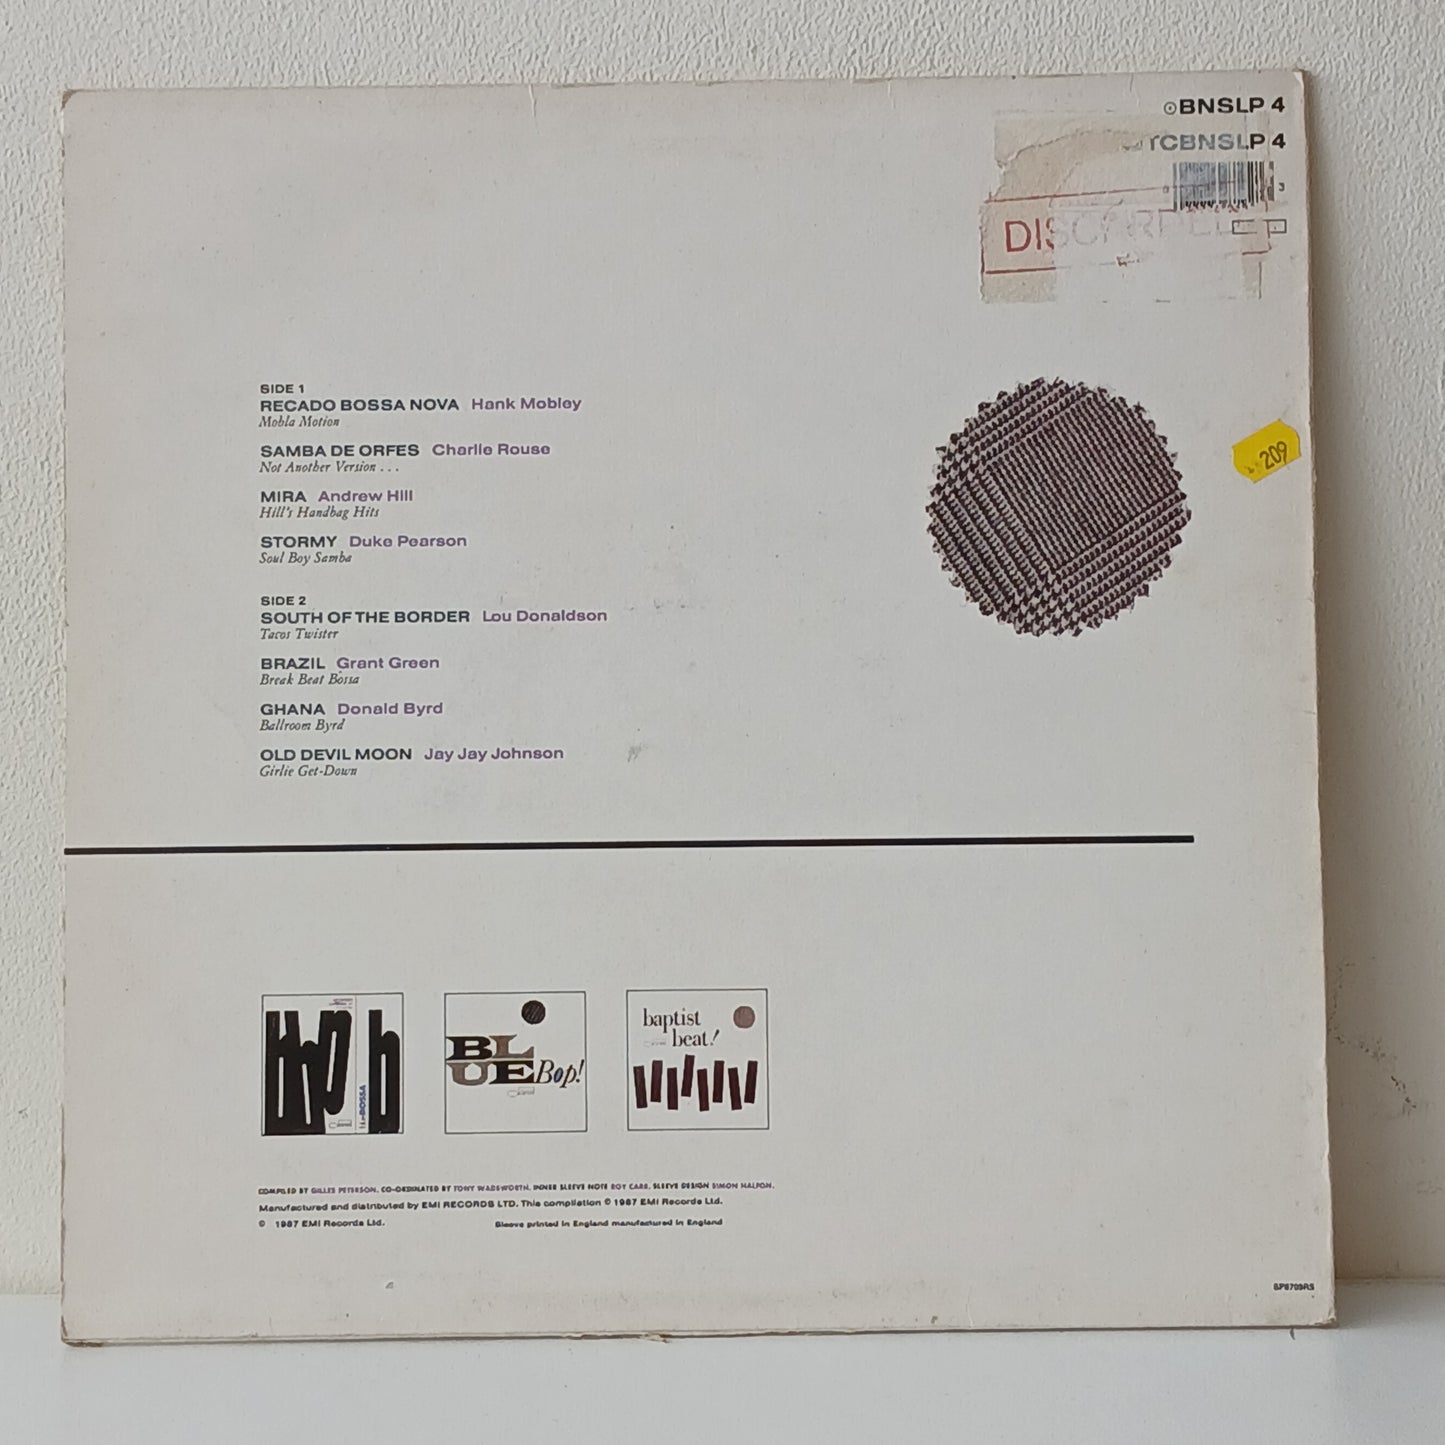 BNSLP 4
TCBNSLP 4
DISCARDED
209
SIDE 1
RECADO BOSSA NOVA Hank Mobley
Mobla Motion
SAMBA DE ORFES Charlie Rouse
Not Another Version . . .
MIRA Andrew Hill
Hill's Handbag Hits
STORMY Duke Pearson
Soul Boy Samba
SIDE 2
SOUTH OF THE BORDER Lou Donaldson
Tacos Twister
BRAZIL Grant Green
Break Beat Bossa
GHANA Donald Byrd
Ballroom Byrd
OLD DEVIL MOON Jay Jay Johnson
Girlie Get-Down
BOSSA
BLUE Bop!
baptist
beat!
COMPILED BY GILLES PETERSON. CO-ORDINATED BY TONY WADSWORTH. INNER SLEEVE NOTE ROY CARR. SLEEVE DESIGN SIMON HALFON.
Manufactured and distributed by EMI RECORDS LTD. This compilation ℗ 1987 EMI Records Ltd.
© 1987 EMI Records Ltd. Sleeve printed in England manufactured in England
BP8709RS